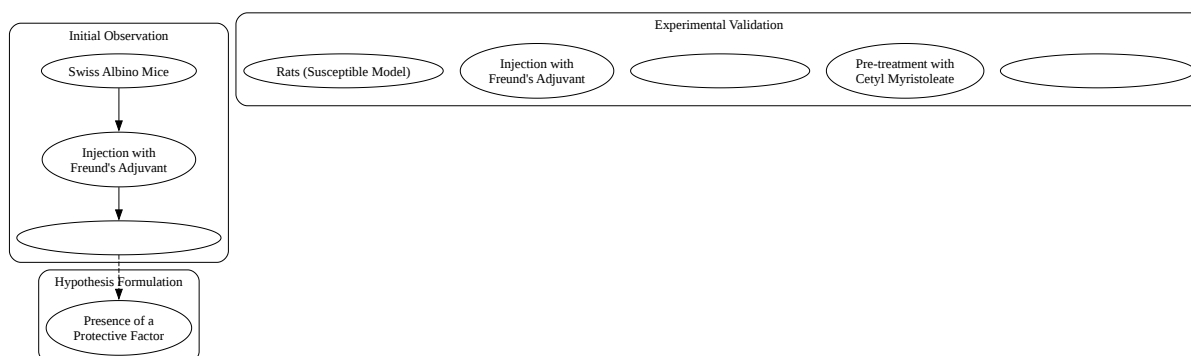 Initial Observation
Swiss Albino Mice
Injection with
Freund's Adjuvant
Hypothesis Formulation
Presence of a
Protective Factor
Experimental Validation
Rats (Susceptible Model)
Injection with
Freund's Adjuvant
Pre-treatment with
Cetyl Myristoleate